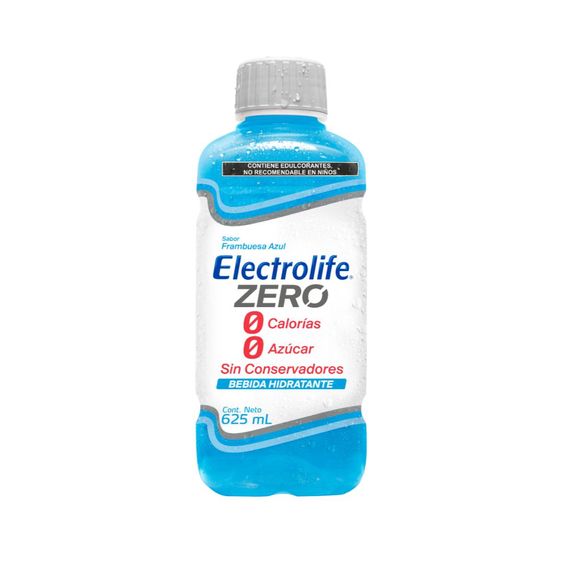 CONTIENE EDULCORANTES,
NO RECOMENDABLE EN NIÑOS
Sabor
Frambuesa Azul
Electrolife®
ZERO
0 Calorías
0 Azúcar
Sin Conservadores
BEBIDA HIDRATANTE
Cont. Neto
625 mL